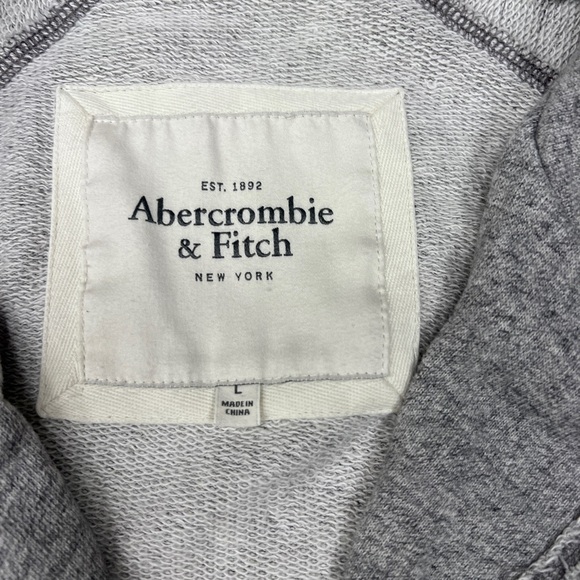 EST. 1892
Abercrombie
& Fitch
NEW YORK
L
MADE IN
CHINA